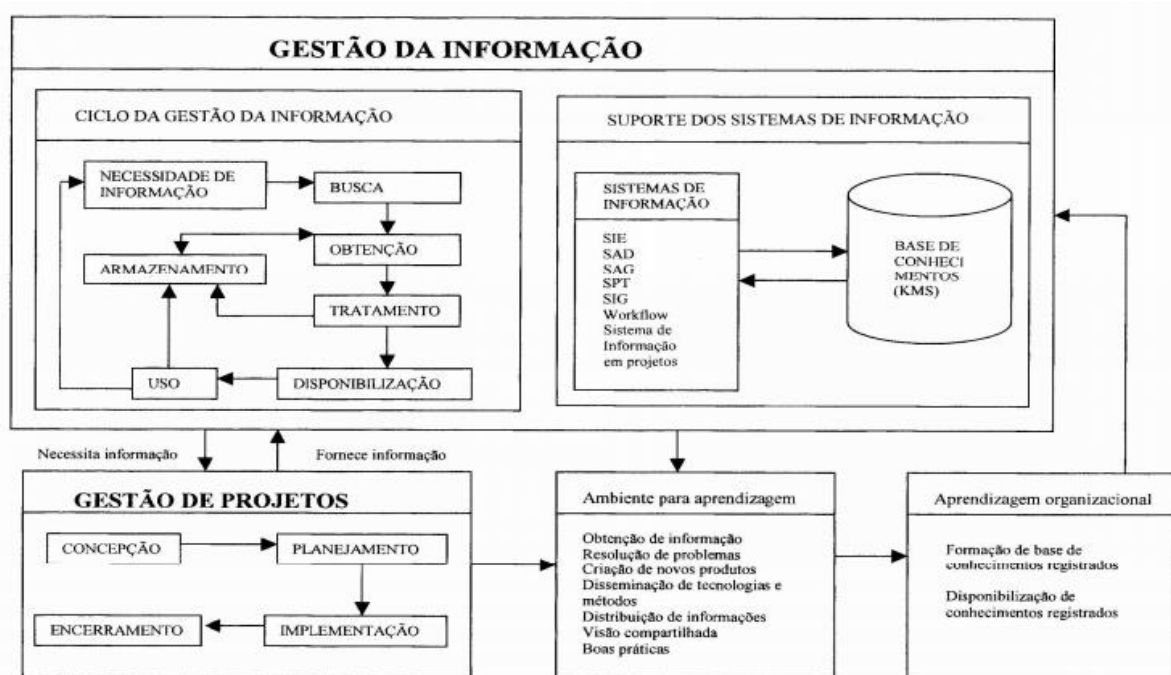 GESTÃO DA INFORMAÇÃO
CICLO DA GESTÃO DA INFORMAÇÃO
NECESSIDADE DE
INFORMAÇÃO
BUSCA
OBTENÇÃO
ARMAZENAMENTO
TRATAMENTO
USO
DISPONIBILIZAÇÃO
SUPORTE DOS SISTEMAS DE INFORMAÇÃO
SISTEMAS DE
INFORMAÇÃO
SIE
SAD
SAG
SPT
SIG
Workflow
Sistema de
Informação
em projetos
BASE DE
CONHECI
MENTOS
(KMS)
Necessita informação
Fornece informação
GESTÃO DE PROJETOS
CONCEPÇÃO
PLANEJAMENTO
ENCERRAMENTO
IMPLEMENTAÇÃO
Ambiente para aprendizagem
Obtenção de informação
Resolução de problemas
Criação de novos produtos
Disseminação de tecnologias e
métodos
Distribuição de informações
Visão compartilhada
Boas práticas
Aprendizagem organizacional
Formação de base de
conhecimentos registrados
Disponibilização de
conhecimentos registrados